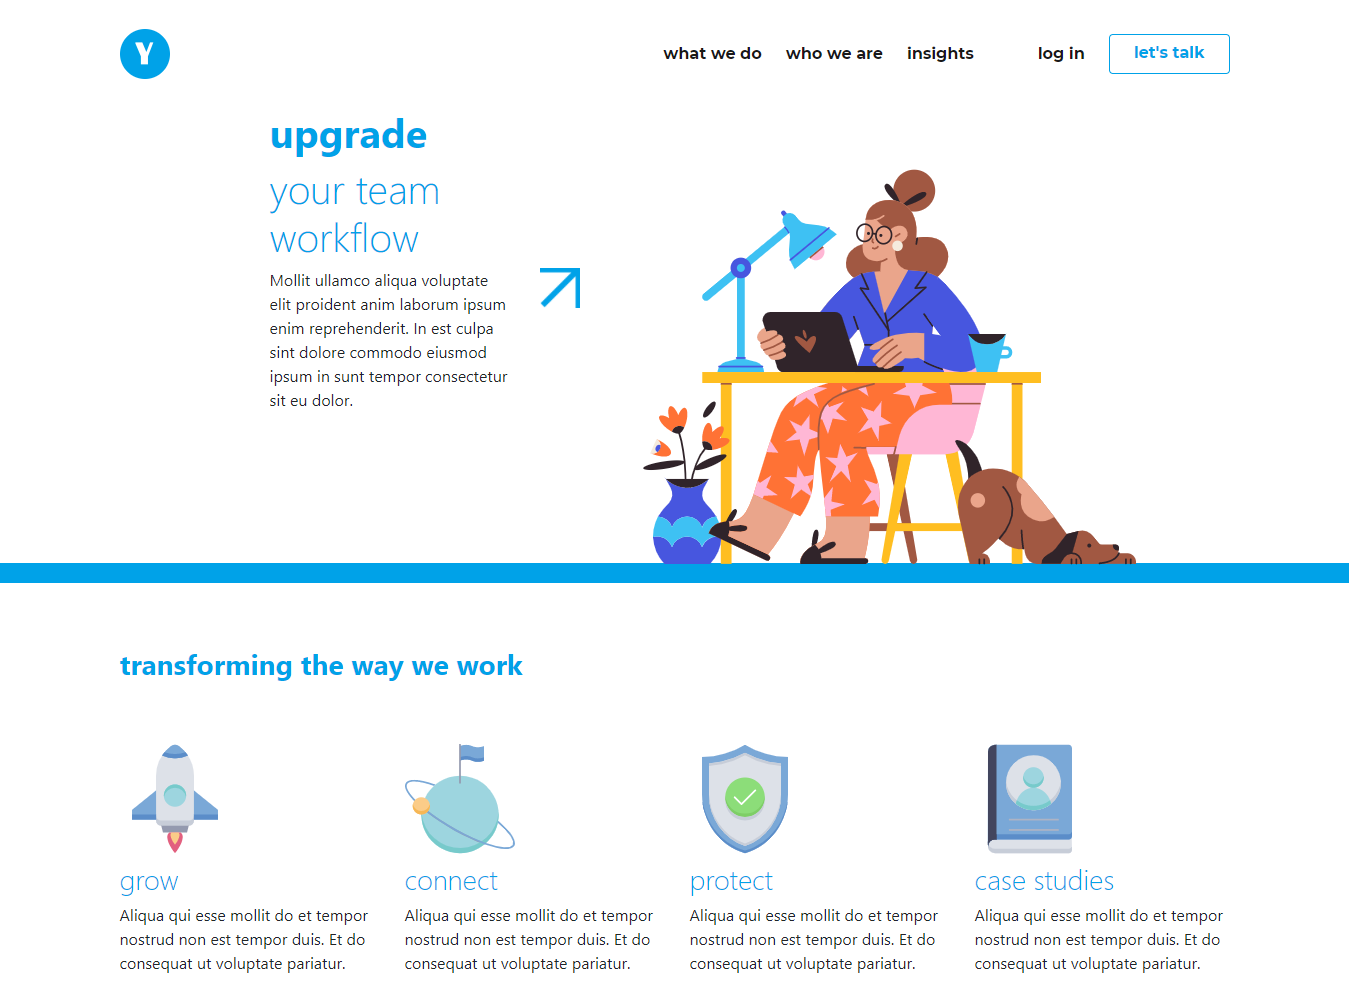 Y
what we do who we are insights log in let's talk
upgrade
your team
workflow
Mollit ullamco aliqua voluptate
elit proident anim laborum ipsum
enim reprehenderit. In est culpa
sint dolore commodo eiusmod
ipsum in sunt tempor consectetur
sit eu dolor.
transforming the way we work
grow
Aliqua qui esse mollit do et tempor
nostrud non est tempor duis. Et do
consequat ut voluptate pariatur.
connect
Aliqua qui esse mollit do et tempor
nostrud non est tempor duis. Et do
consequat ut voluptate pariatur.
protect
Aliqua qui esse mollit do et tempor
nostrud non est tempor duis. Et do
consequat ut voluptate pariatur.
case studies
Aliqua qui esse mollit do et tempor
nostrud non est tempor duis. Et do
consequat ut voluptate pariatur.